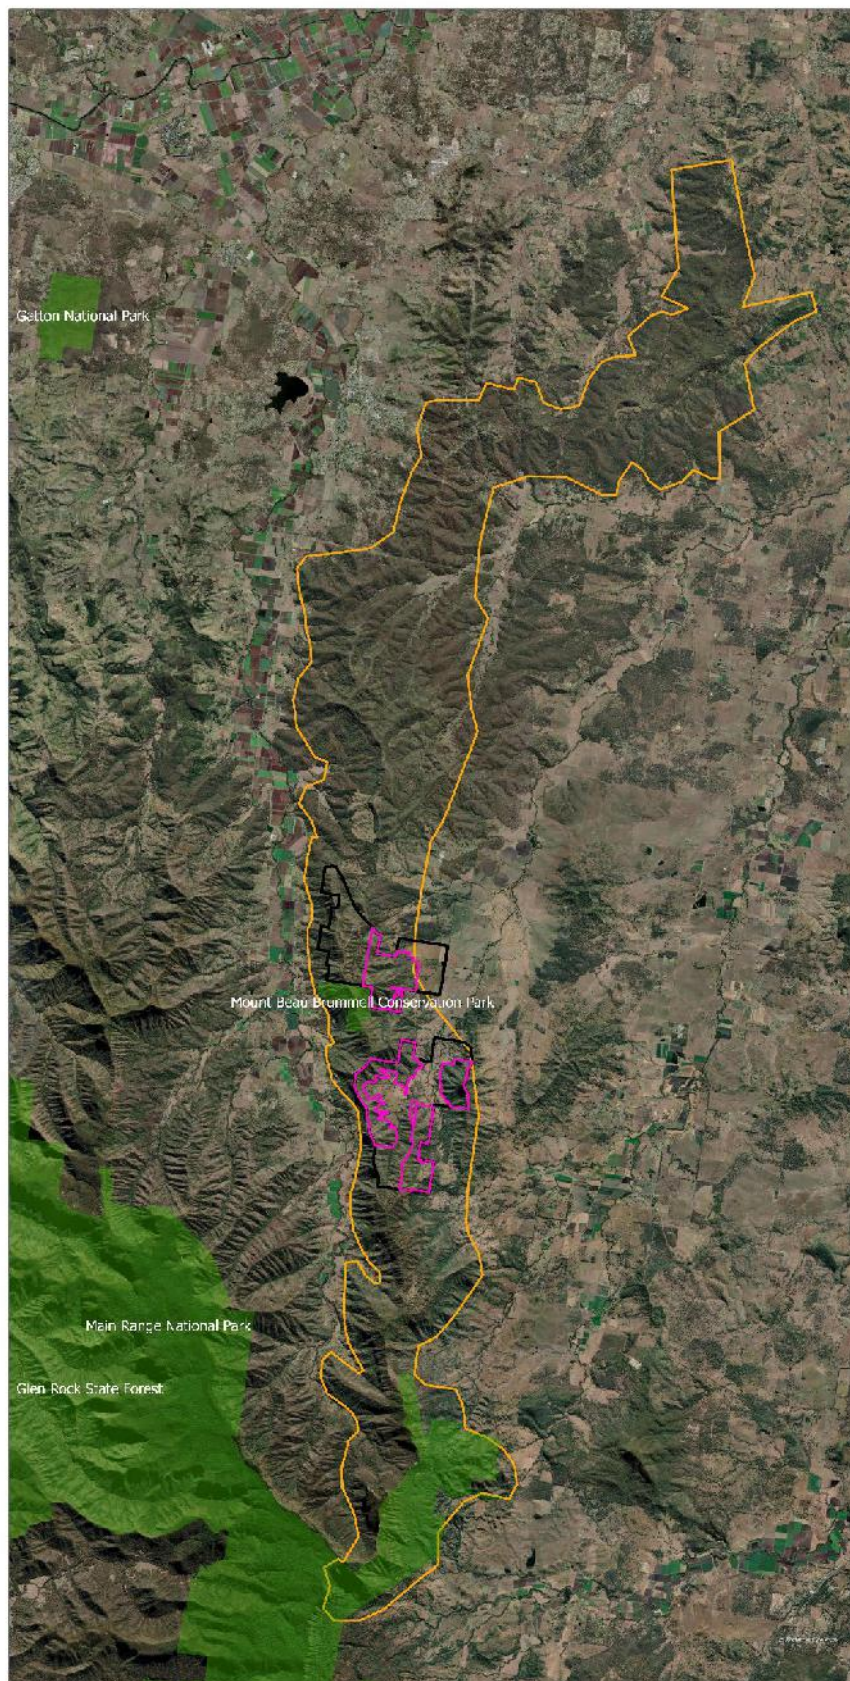 Gatton National Park
Mount Beau Brummell Conservation Park
Main Range National Park
Glen Rock State Forest